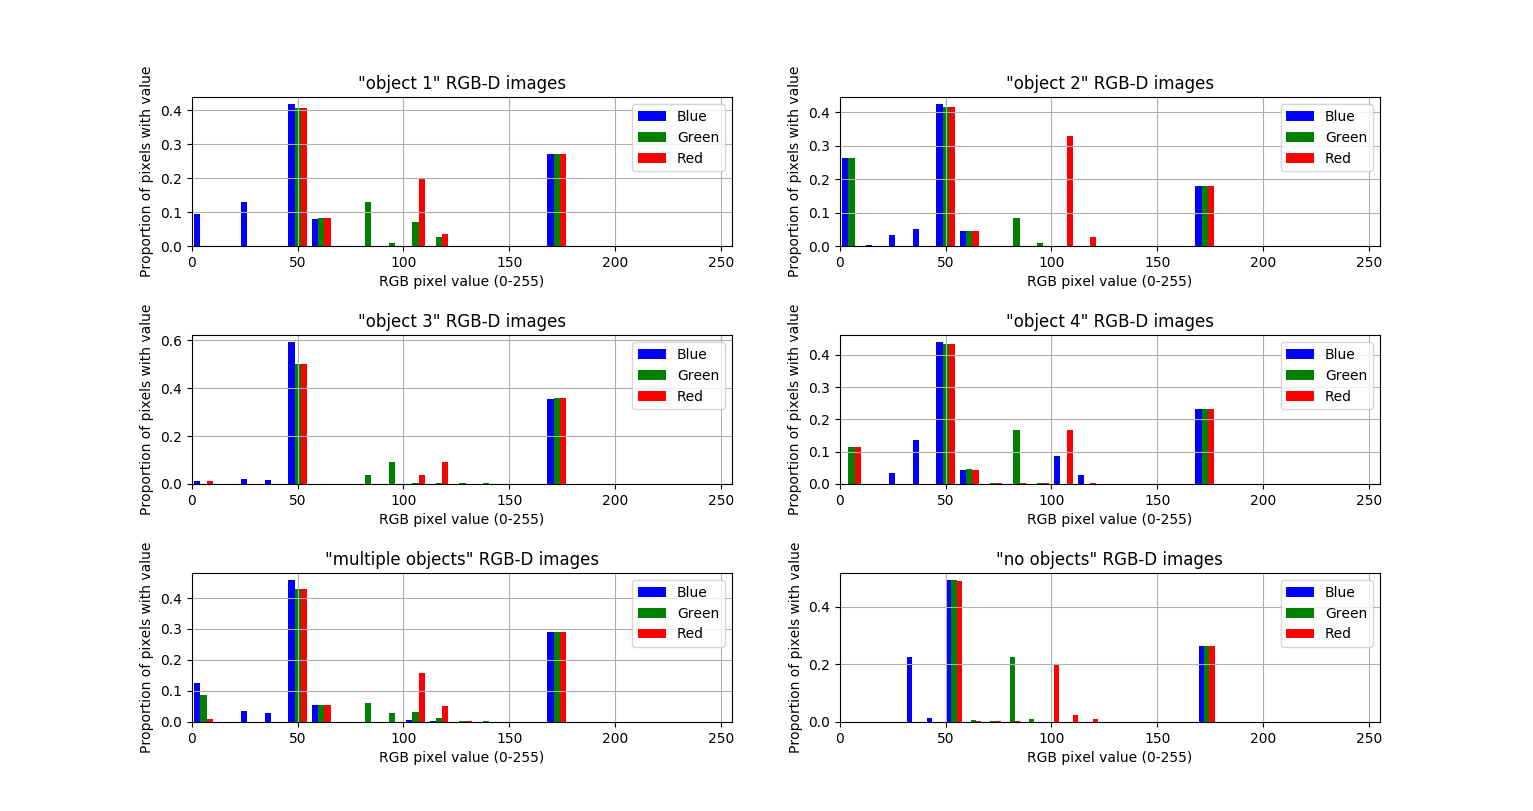 "object 1" RGB-D images
Proportion of pixels with value
0.4
0.3
0.2
0.1
0.0
Blue
Green
Red
0 50 100 150 200 250
RGB pixel value (0-255)
"object 2" RGB-D images
Proportion of pixels with value
0.4
0.3
0.2
0.1
0.0
Blue
Green
Red
0 50 100 150 200 250
RGB pixel value (0-255)
"object 3" RGB-D images
Proportion of pixels with value
0.6
0.4
0.2
0.0
Blue
Green
Red
0 50 100 150 200 250
RGB pixel value (0-255)
"object 4" RGB-D images
Proportion of pixels with value
0.4
0.3
0.2
0.1
0.0
Blue
Green
Red
0 50 100 150 200 250
RGB pixel value (0-255)
"multiple objects" RGB-D images
Proportion of pixels with value
0.4
0.3
0.2
0.1
0.0
Blue
Green
Red
0 50 100 150 200 250
RGB pixel value (0-255)
"no objects" RGB-D images
Proportion of pixels with value
0.4
0.2
0.0
Blue
Green
Red
0 50 100 150 200 250
RGB pixel value (0-255)